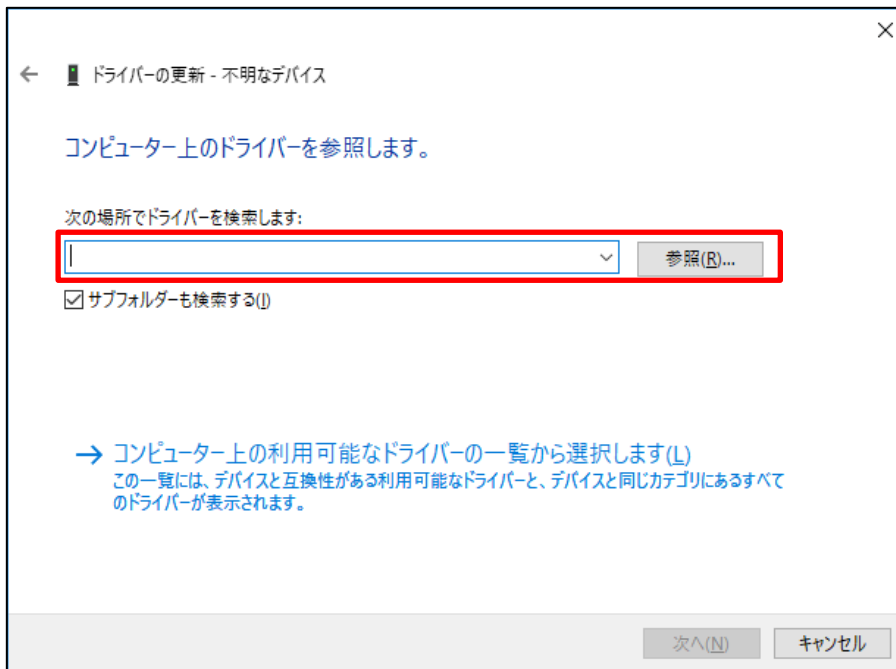 ドライバーの更新 - 不明なデバイス
コンピューター上のドライバーを参照します。
次の場所でドライバーを検索します:
参照(R)...
サブフォルダーも検索する(I)
コンピューター上の利用可能なドライバーの一覧から選択します(L)
この一覧には、デバイスと互換性がある利用可能なドライバーと、デバイスと同じカテゴリにあるすべて
のドライバーが表示されます。
次へ(N)
キャンセル